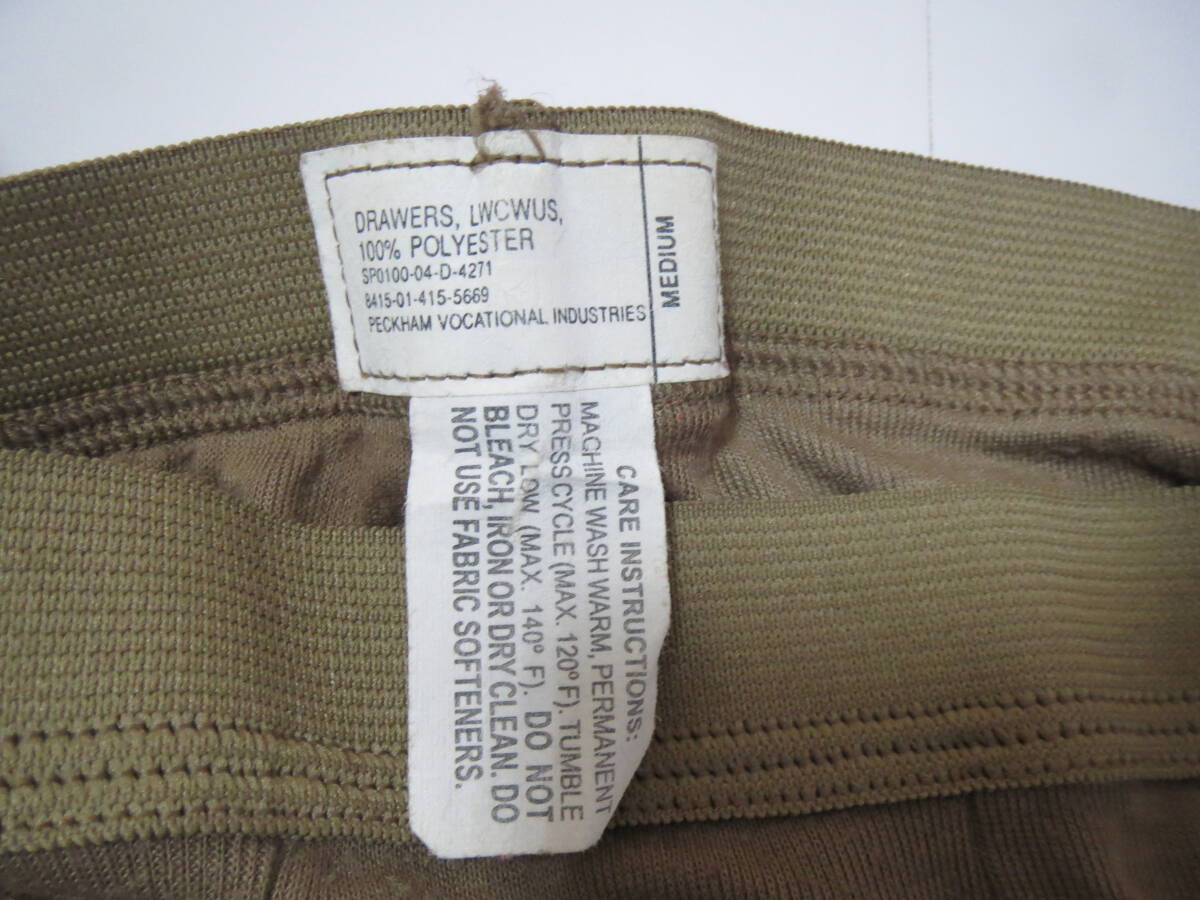 DRAWERS, LWCWUS,
100% POLYESTER
SP0100-04-D-4271
8415-01-415-5669
PECKHAM VOCATIONAL INDUSTRIES
MEDIUM
CARE INSTRUCTIONS:
MACHINE WASH WARM, PERMANENT
PRESS CYCLE (MAX. 120° F). TUMBLE
DRY LOW (MAX. 140° F). DO NOT
BLEACH, IRON OR DRY CLEAN. DO
NOT USE FABRIC SOFTENERS.